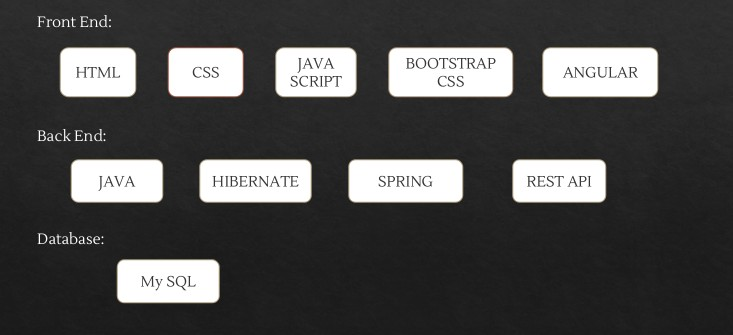 Front End:
HTML
CSS
JAVA
SCRIPT
BOOTSTRAP
CSS
ANGULAR
Back End:
JAVA
HIBERNATE
SPRING
REST API
Database:
My SQL